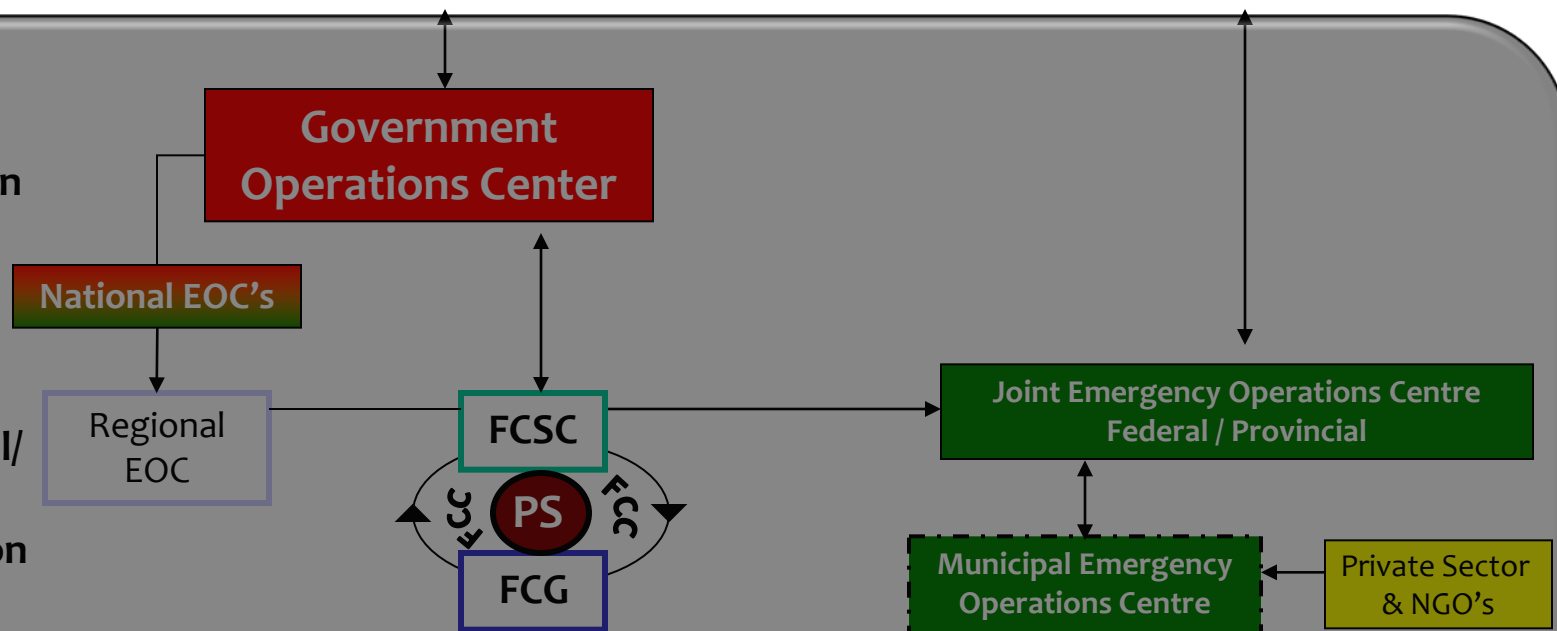 Government
Operations Center
n
National EOC's
Regional
EOC
l/
on
FCSC
FCC
PS
FCC
FCG
Joint Emergency Operations Centre
Federal / Provincial
Municipal Emergency
Operations Centre
Private Sector
& NGO's